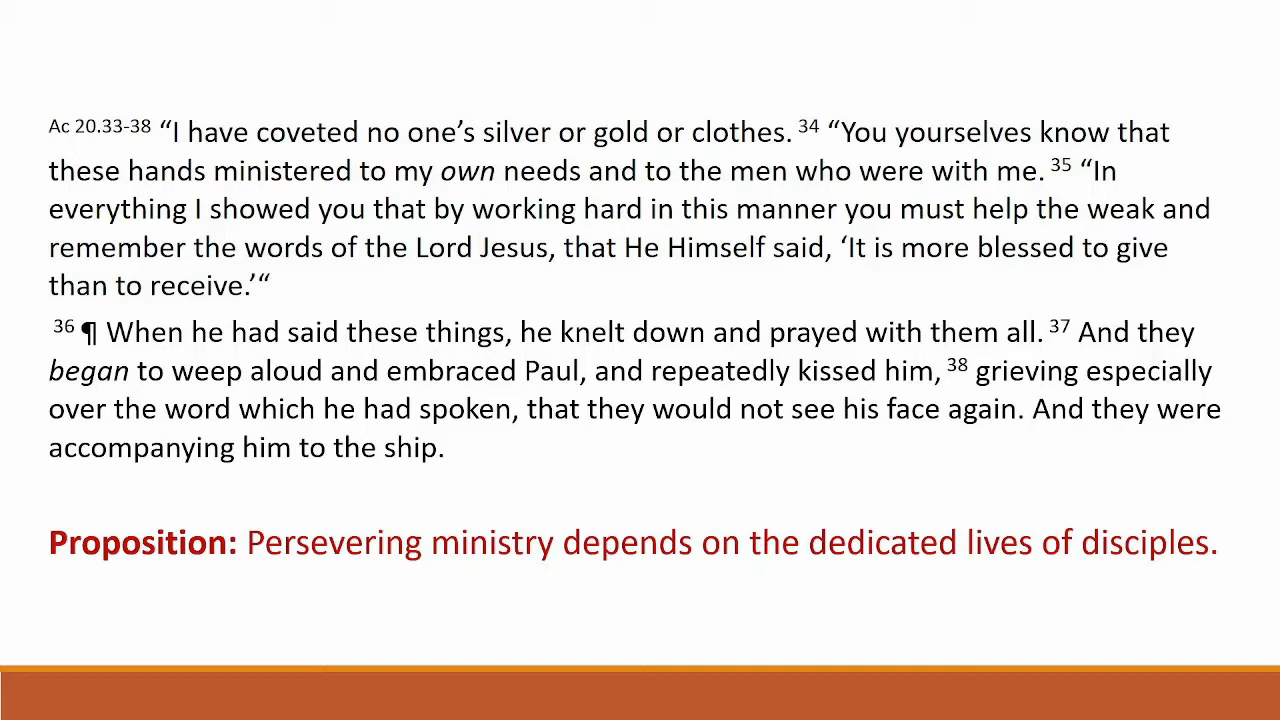 Ac 20.33-38 “I have coveted no one’s silver or gold or clothes. 34 “You yourselves know that
these hands ministered to my own needs and to the men who were with me. 35 “In
everything I showed you that by working hard in this manner you must help the weak and
remember the words of the Lord Jesus, that He Himself said, ‘It is more blessed to give
than to receive.’“
36 ¶ When he had said these things, he knelt down and prayed with them all. 37 And they
began to weep aloud and embraced Paul, and repeatedly kissed him, 38 grieving especially
over the word which he had spoken, that they would not see his face again. And they were
accompanying him to the ship.
Proposition: Persevering ministry depends on the dedicated lives of disciples.